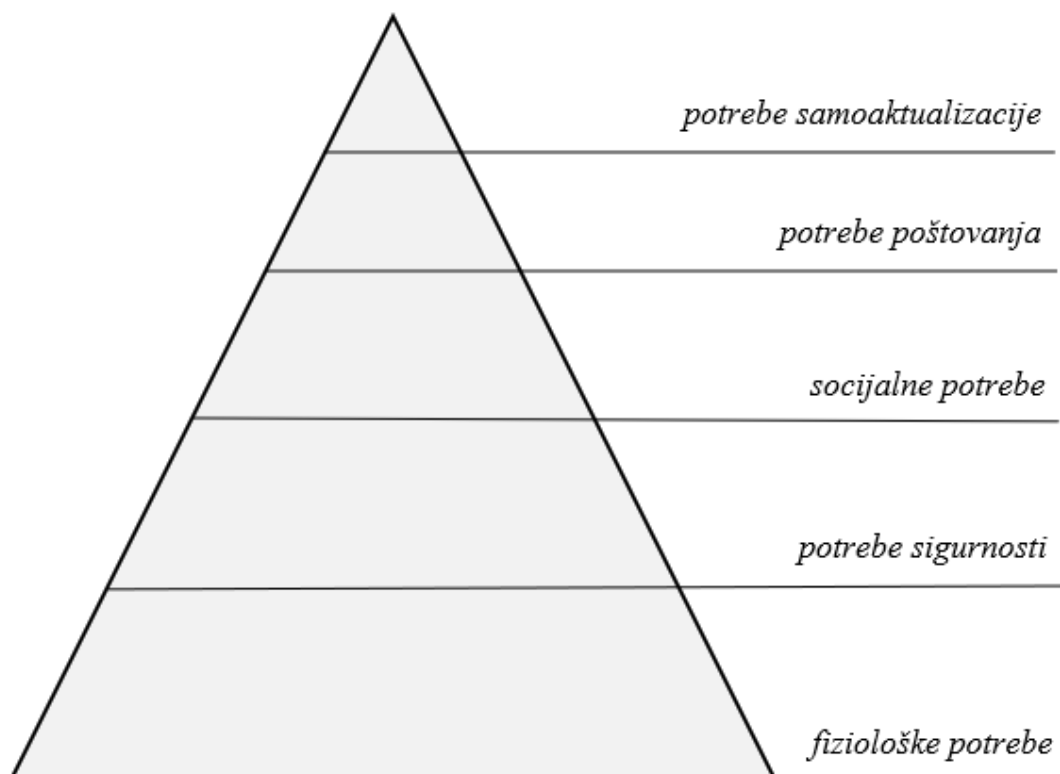 potrebe samoaktualizacije
potrebe poštovanja
socijalne potrebe
potrebe sigurnosti
fiziološke potrebe